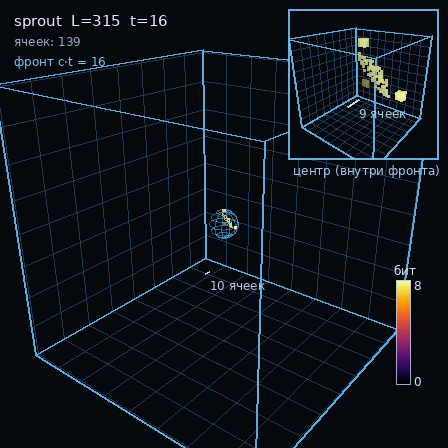 sprout L=315 t=16
ячеек: 139
фронт c·t = 16
9 ячеек
центр (внутри фронта)
10 ячеек
бит
8
0